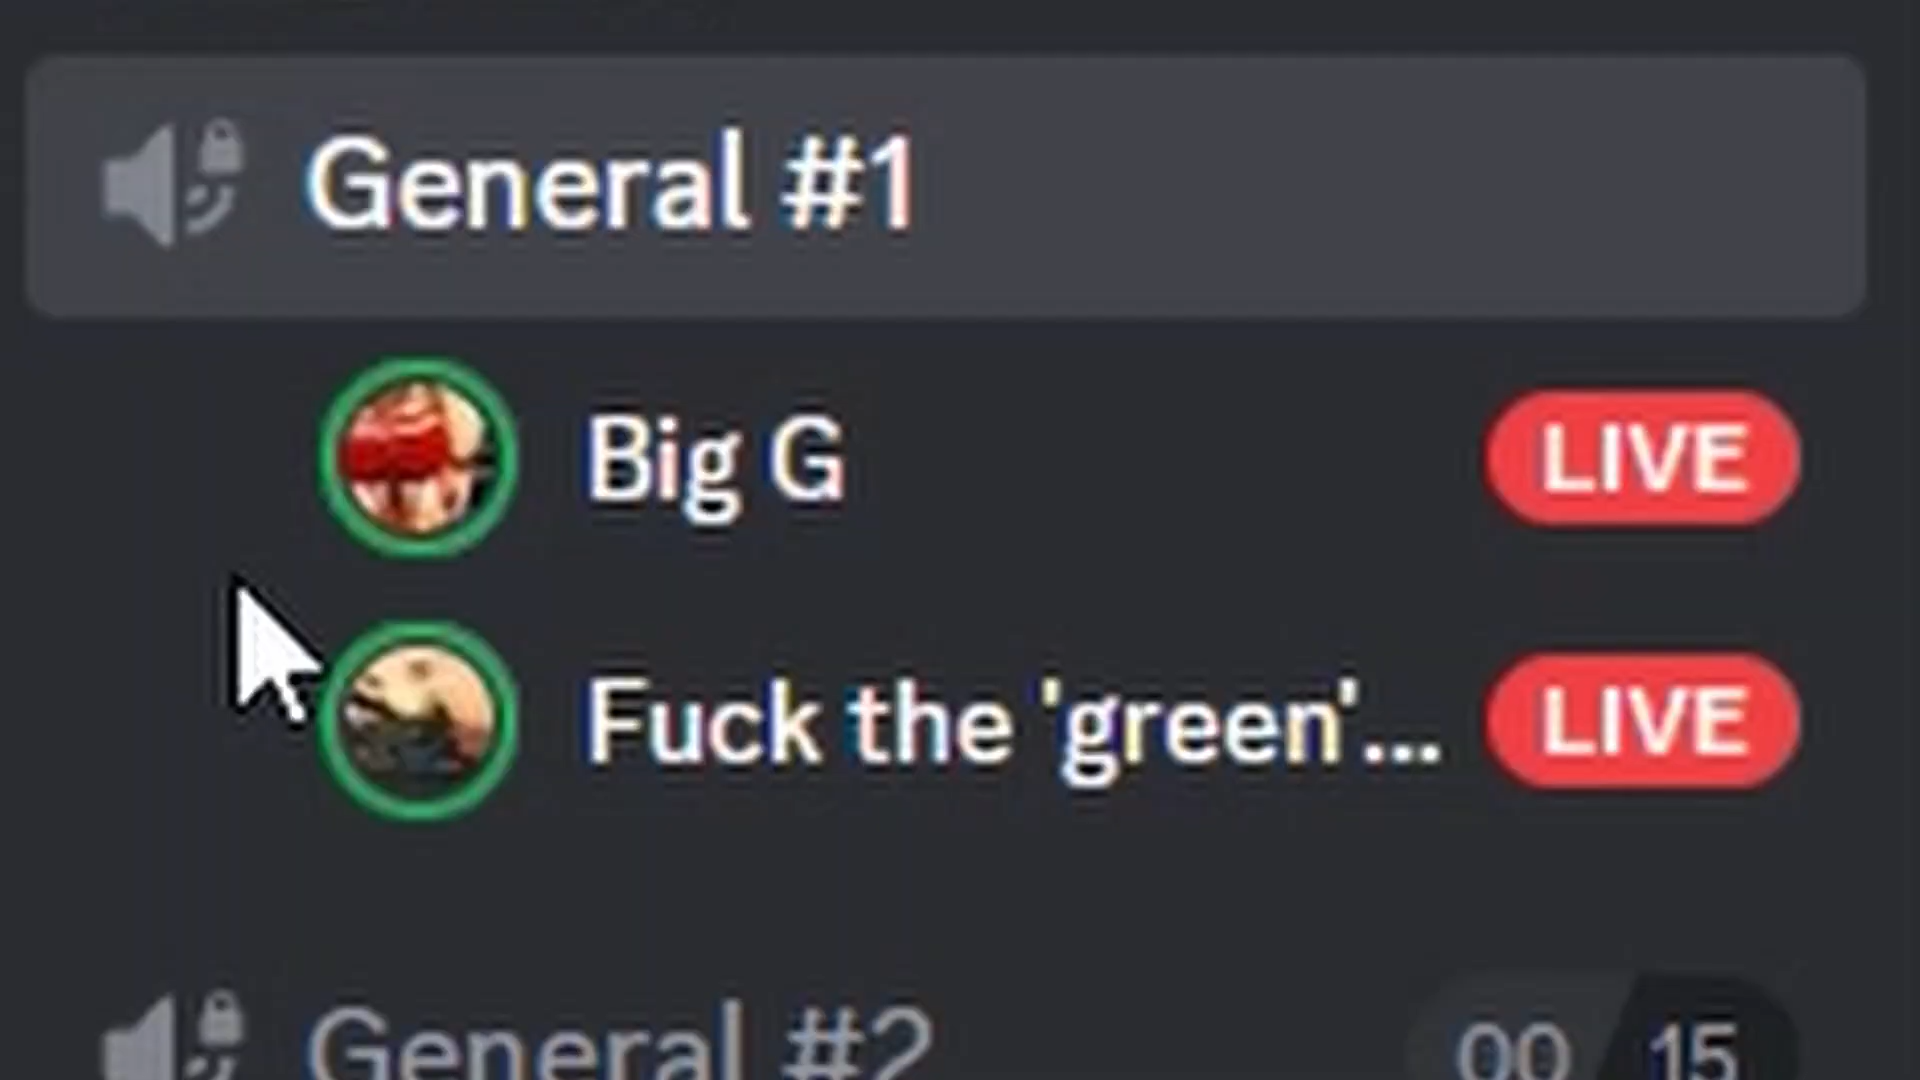 General #1
Big G LIVE
Fuck the 'green'... LIVE
General #2 00 15